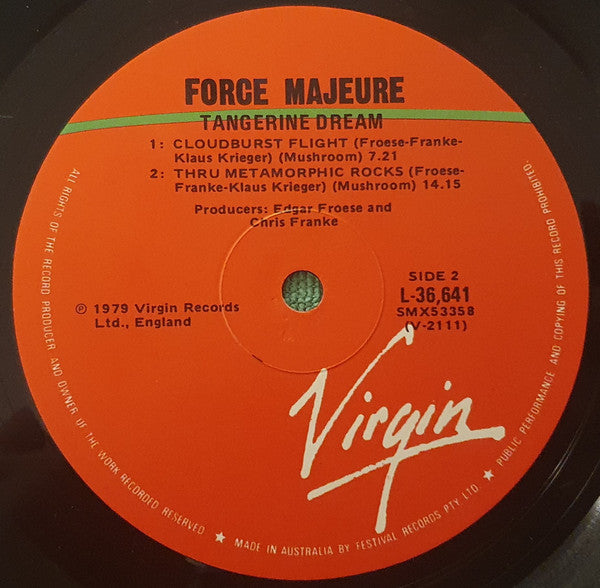 FORCE MAJEURE
TANGERINE DREAM
1: CLOUDBURST FLIGHT (Froese-Franke-
Klaus Krieger) (Mushroom) 7.21
2: THRU METAMORPHIC ROCKS (Froese-
Franke-Klaus Krieger) (Mushroom) 14.15
Producers: Edgar Froese and
Chris Franke
℗ 1979 Virgin Records
Ltd., England
SIDE 2
L-36,641
SMX53358
(V-2111)
Virgin
ALL RIGHTS OF THE RECORD PRODUCER AND OWNER OF THE WORK RECORDED RESERVED ★ MADE IN AUSTRALIA BY FESTIVAL RECORDS PTY. LTD. ★ PUBLIC PERFORMANCE AND COPYING OF THIS RECORD PROHIBITED.